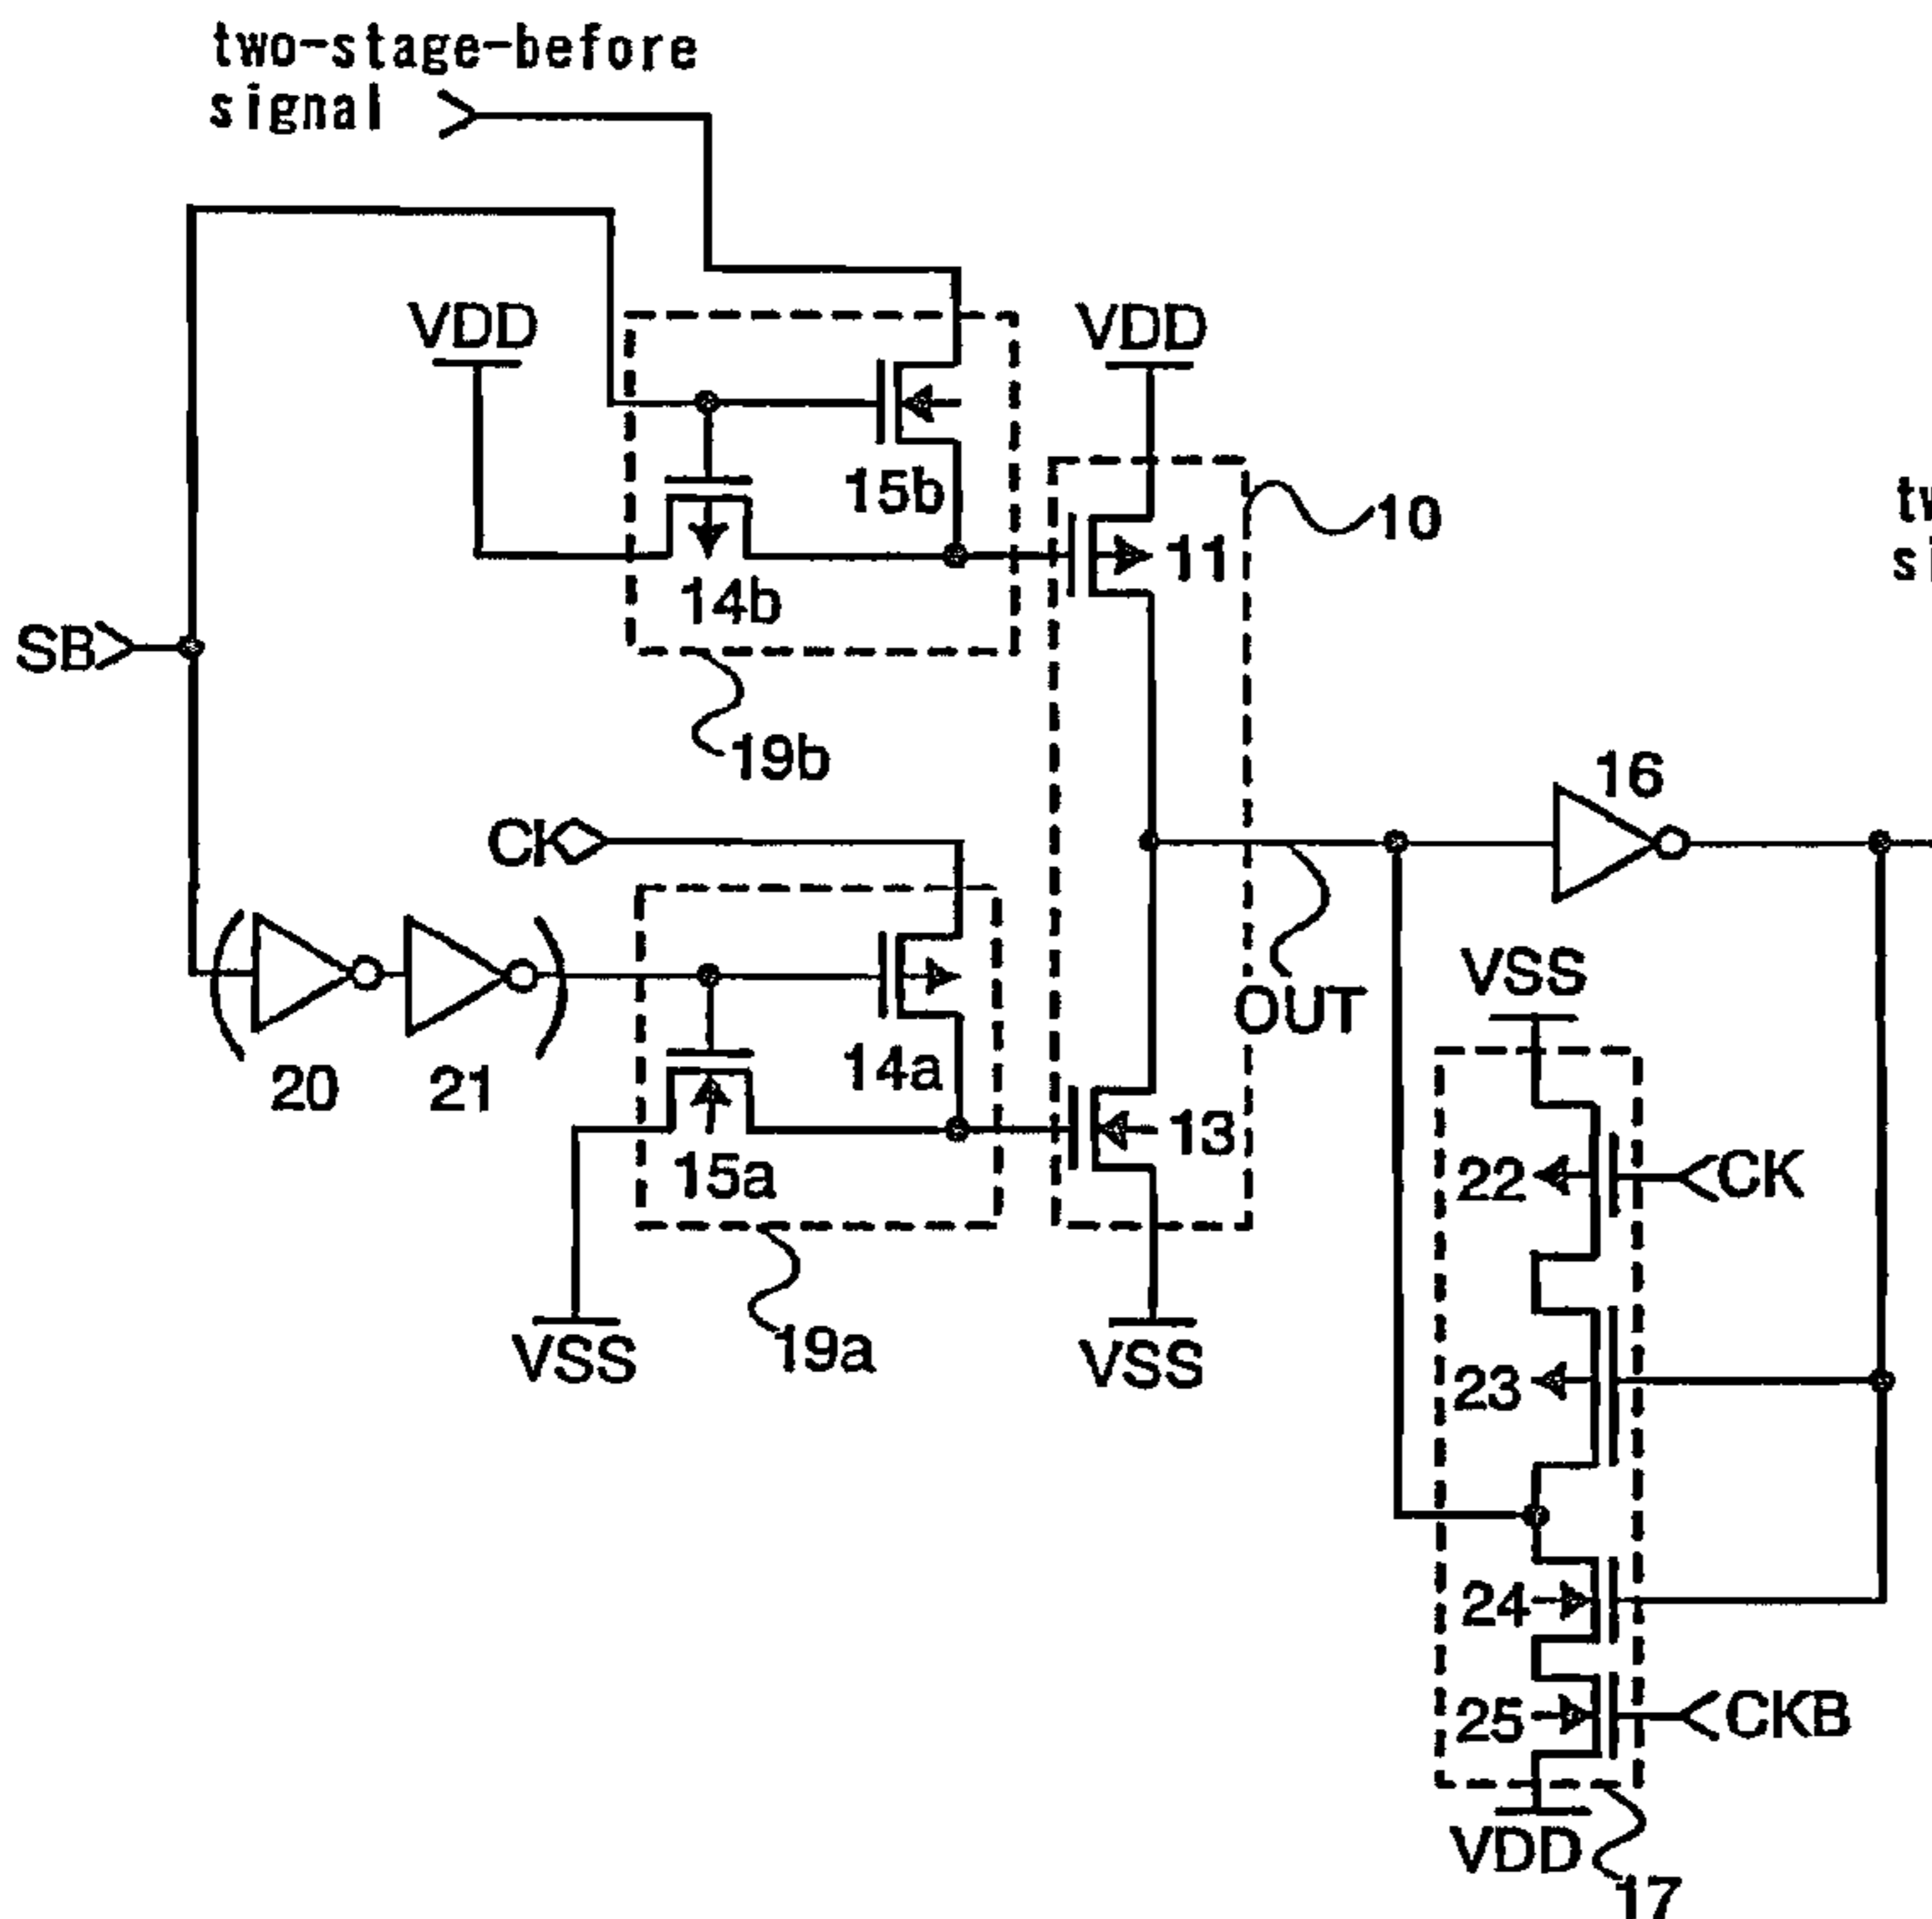 two-stage-before
signal
VDD
VDD
15b
10
11
14b
SB
19b
16
CK
VSS
OUT
14a
20
21
13
15a
22
CK
VSS
19a
VSS
23
24
25
CKB
VDD
17